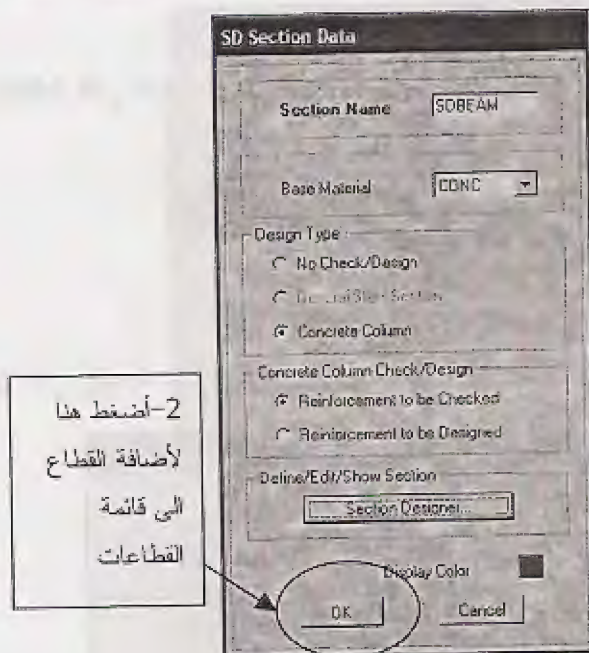 SD Section Data
Section Name SDBEAM
Base Material CONC
Design Type
No Check/Design
Concrete Column
Concrete Column Check/Design
Reinforcement to be Checked
Reinforcement to be Designed
Define/Edit/Show Section
Section Designer...
Display Color
OK Cancel
2-أضغط هنا
لأضافة القطاع
الى قائمة
القطاعات